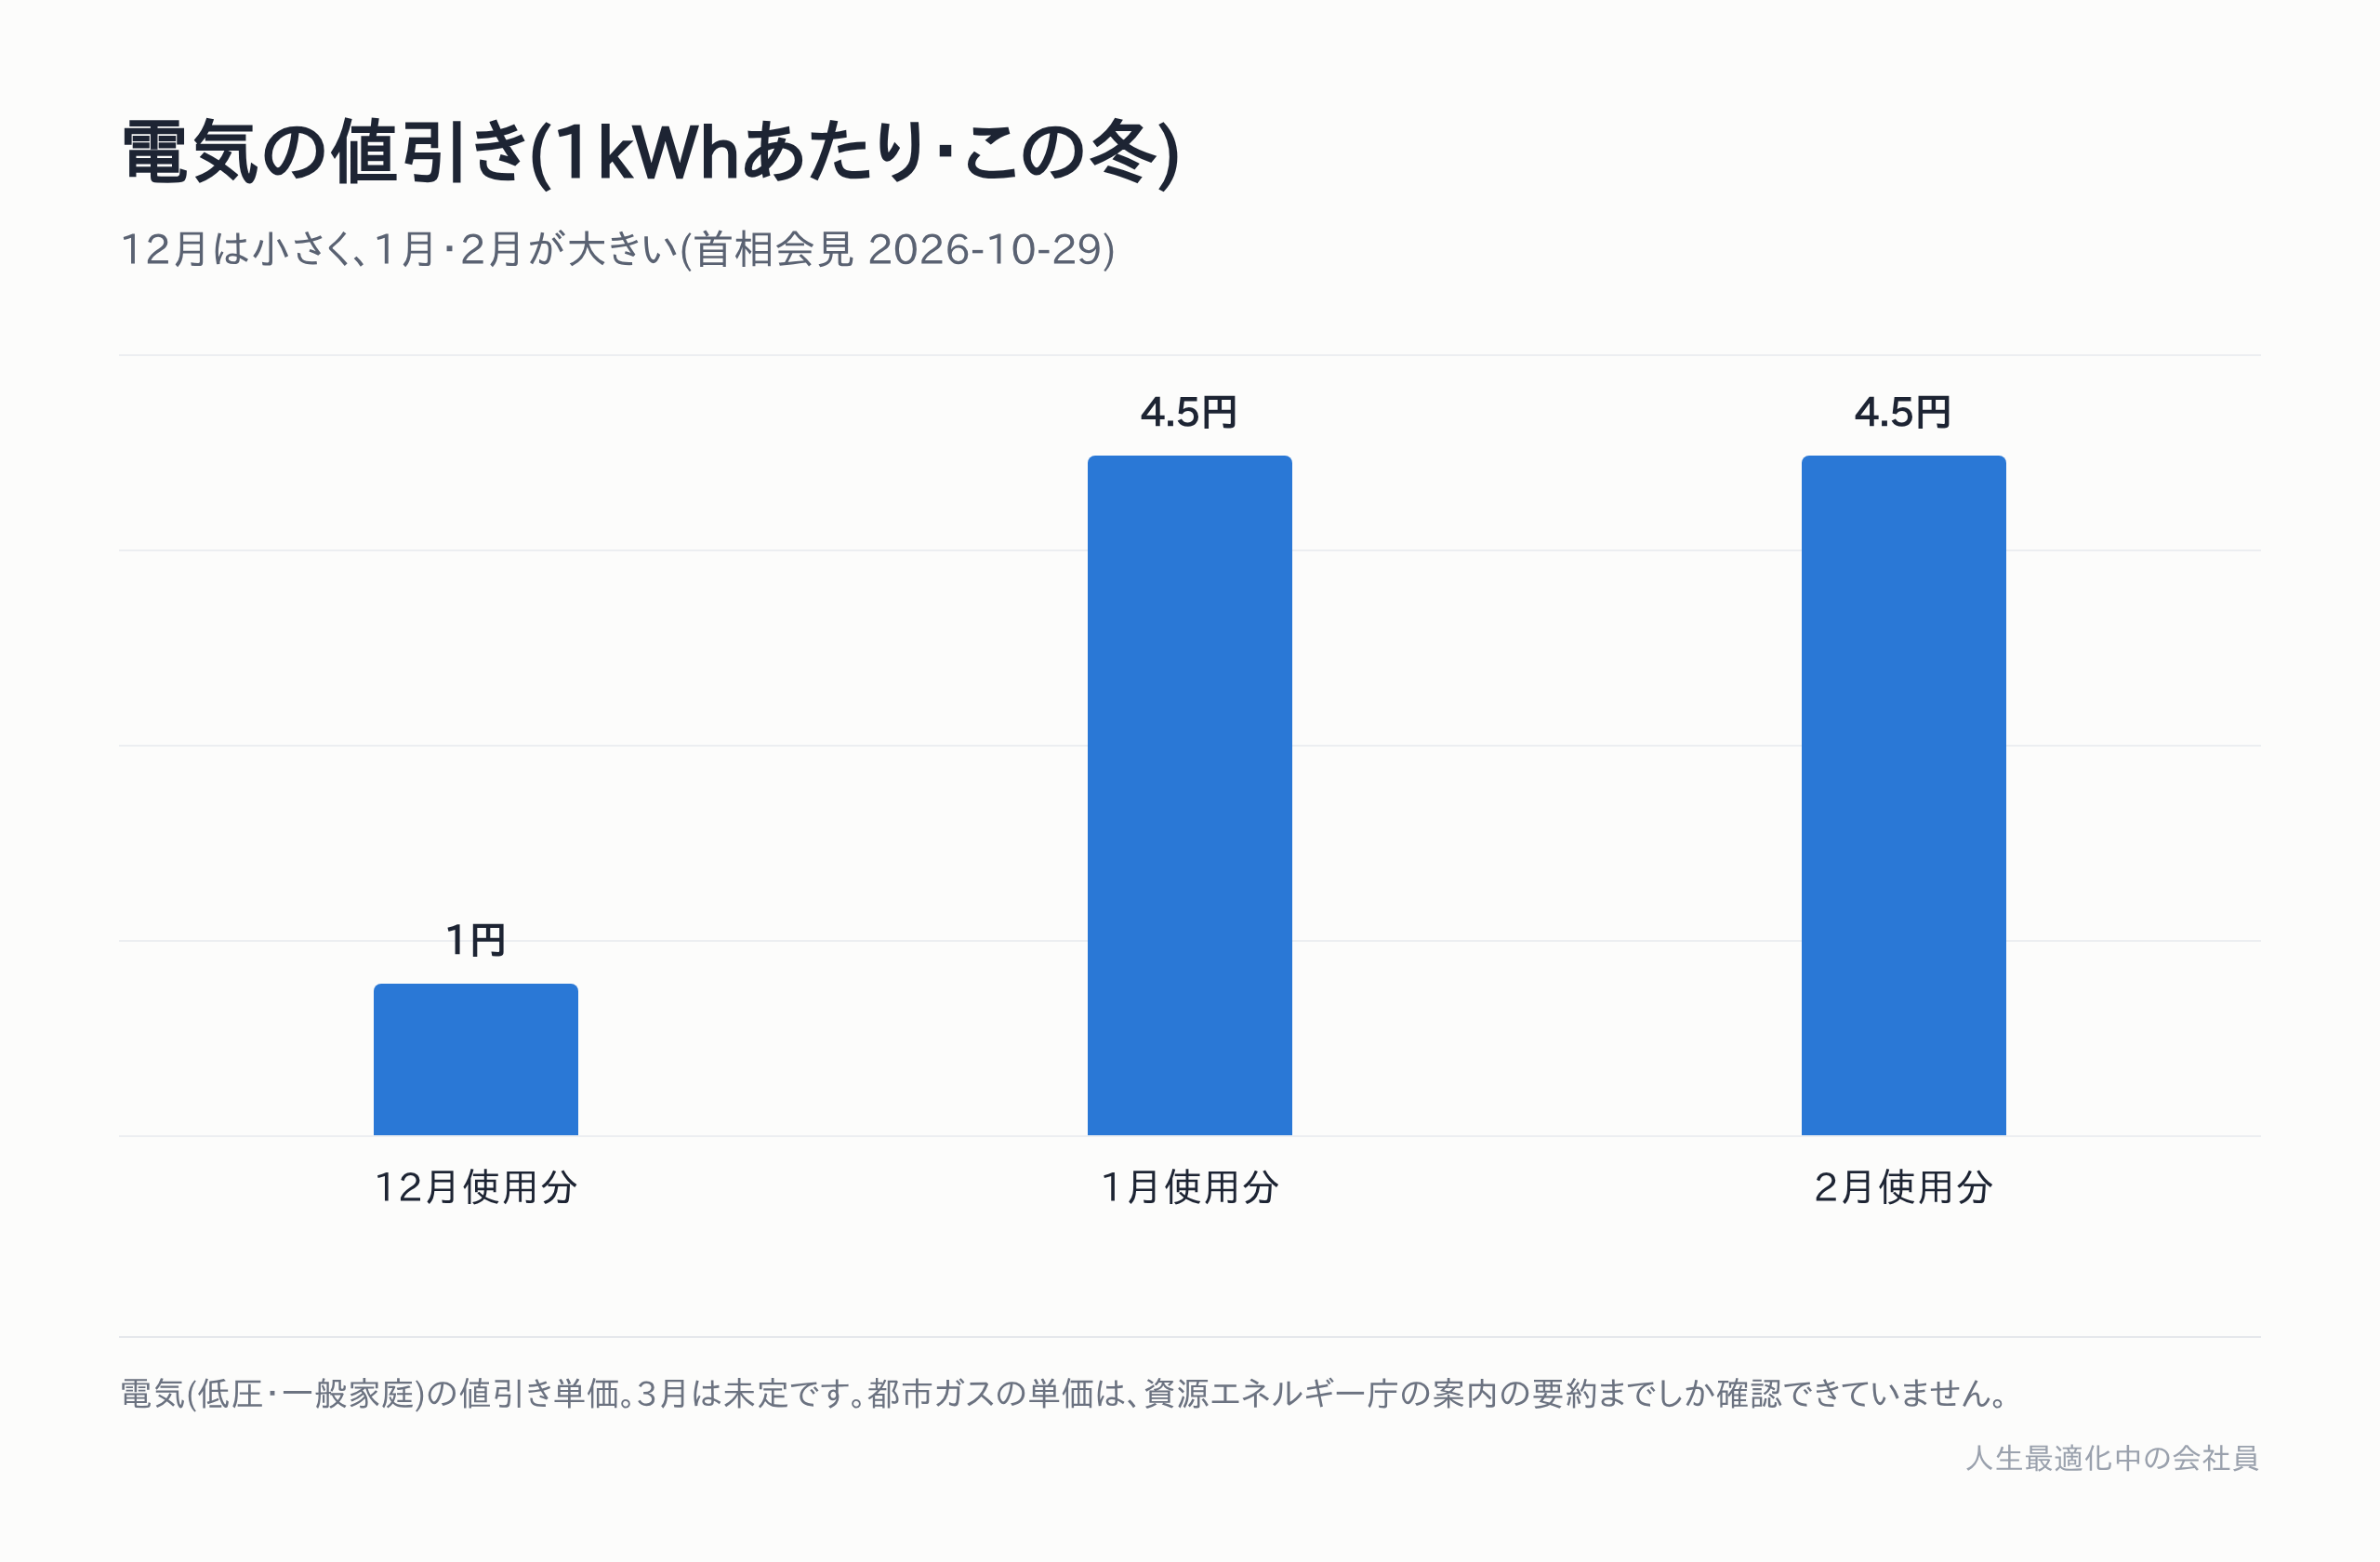 電気の値引き(1kWhあたり・この冬)
12月は小さく、1月・2月が大きい(首相会見 2026-10-29)
4.5円
4.5円
1円
12月使用分
1月使用分
2月使用分
電気(低圧・一般家庭)の値引き単価。3月は未定です。都市ガスの単価は、資源エネルギー庁の案内の要約までしか確認できていません。
人生最適化中の会社員